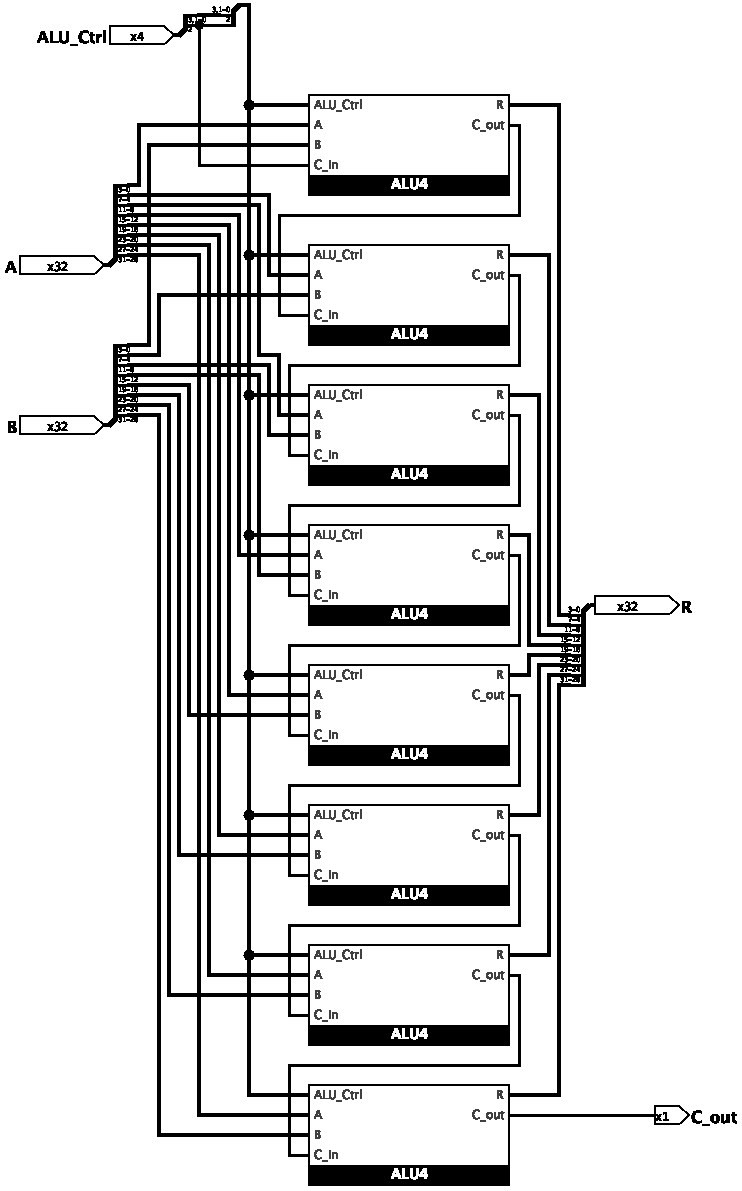 3,1-0
3,1-0
2
2
ALU_Ctrl
x4
ALU_Ctrl
R
A
C_out
B
C_in
ALU4
3-0
7-4
11-8
15-12
19-16
23-20
27-24
31-28
A
x32
ALU_Ctrl
R
A
C_out
B
C_in
ALU4
3-0
7-4
11-8
15-12
19-16
23-20
27-24
31-28
B
x32
ALU_Ctrl
R
A
C_out
B
C_in
ALU4
ALU_Ctrl
R
A
C_out
B
C_in
ALU4
3-0
7-4
11-8
15-12
19-16
23-20
27-24
31-28
x32
R
ALU_Ctrl
R
A
C_out
B
C_in
ALU4
ALU_Ctrl
R
A
C_out
B
C_in
ALU4
ALU_Ctrl
R
A
C_out
B
C_in
ALU4
ALU_Ctrl
R
A
C_out
B
C_in
ALU4
x1
C_out